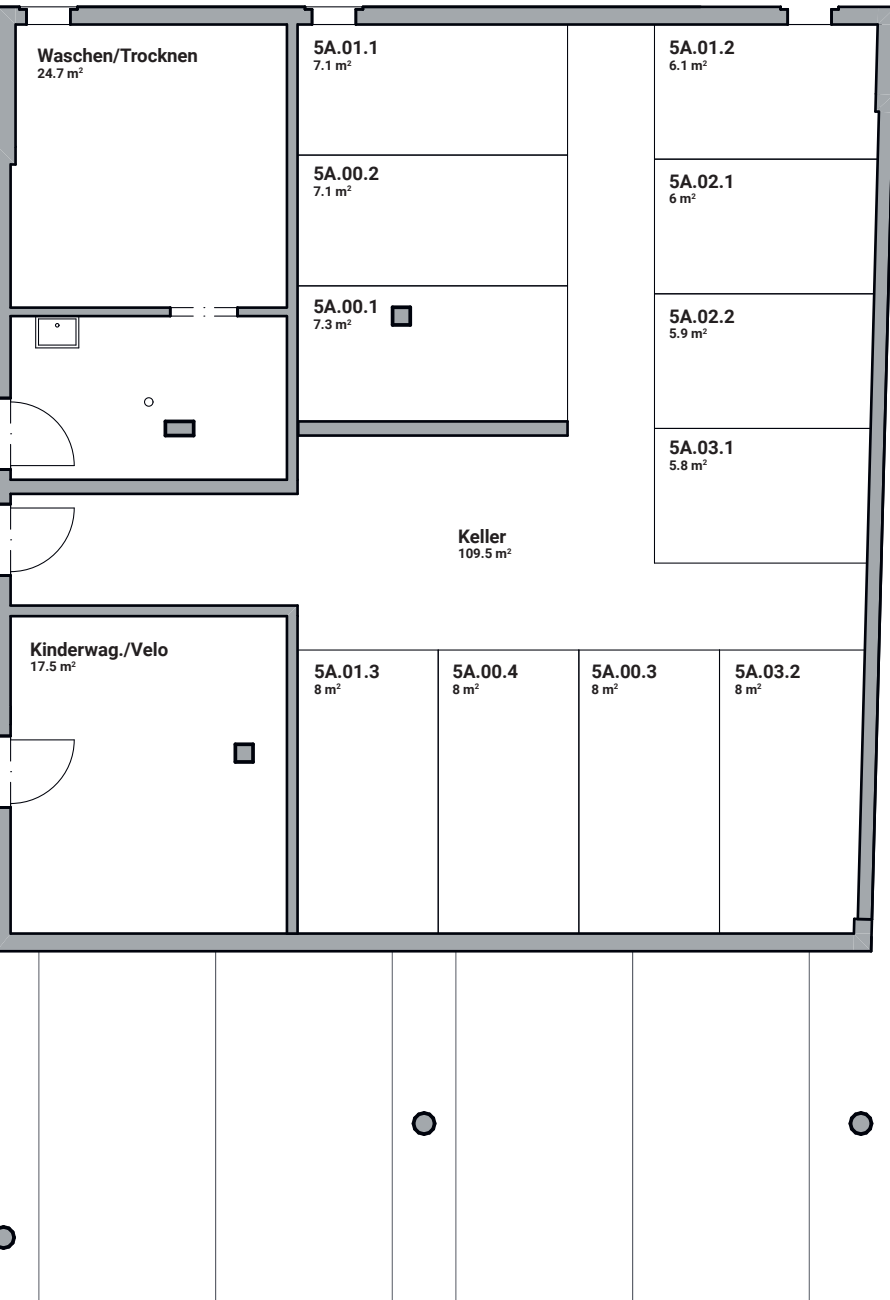 Waschen/Trocknen
24.7 m²
5A.01.1
7.1 m²
5A.01.2
6.1 m²
5A.00.2
7.1 m²
5A.02.1
6 m²
5A.00.1
7.3 m²
5A.02.2
5.9 m²
5A.03.1
5.8 m²
Keller
109.5 m²
Kinderwag./Velo
17.5 m²
5A.01.3
8 m²
5A.00.4
8 m²
5A.00.3
8 m²
5A.03.2
8 m²